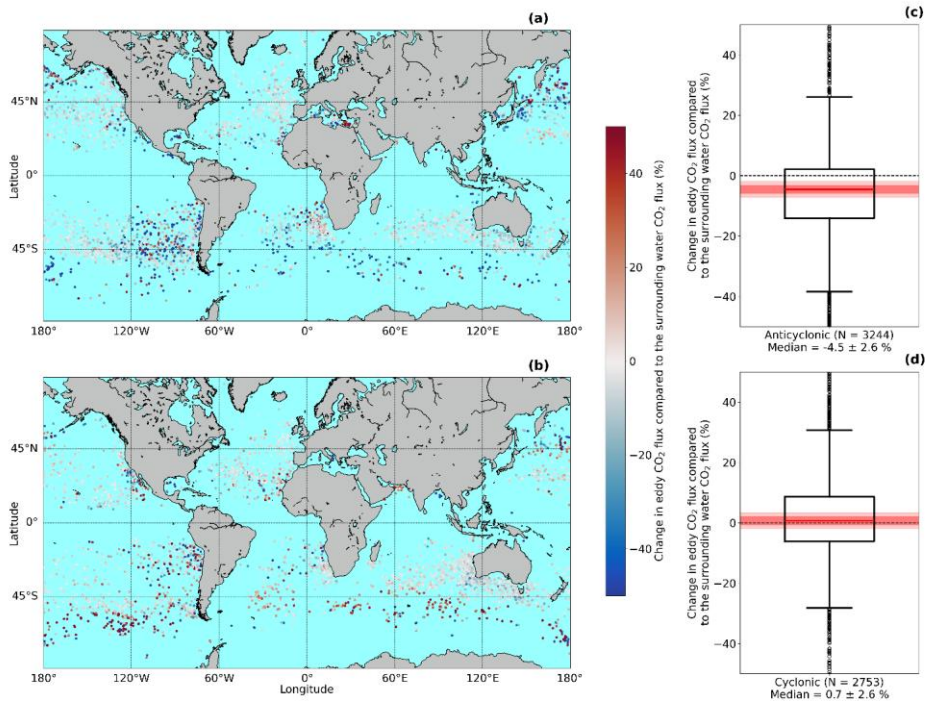 (a)
Latitude
45°N
0°
45°S
180°
120°W
60°W
0°
60°E
120°E
180°
(b)
Latitude
45°N
0°
45°S
180°
120°W
60°W
0°
60°E
120°E
180°
Longitude
40
20
0
-20
-40
Change in eddy CO₂ flux compared to the surrounding water CO₂ flux (%)
(c)
Change in eddy CO₂ flux compared
to the surrounding water CO₂ flux (%)
40
20
0
−20
−40
Anticyclonic (N = 3244)
Median = -4.5 ± 2.6 %
(d)
Change in eddy CO₂ flux compared
to the surrounding water CO₂ flux (%)
40
20
0
−20
−40
Cyclonic (N = 2753)
Median = 0.7 ± 2.6 %